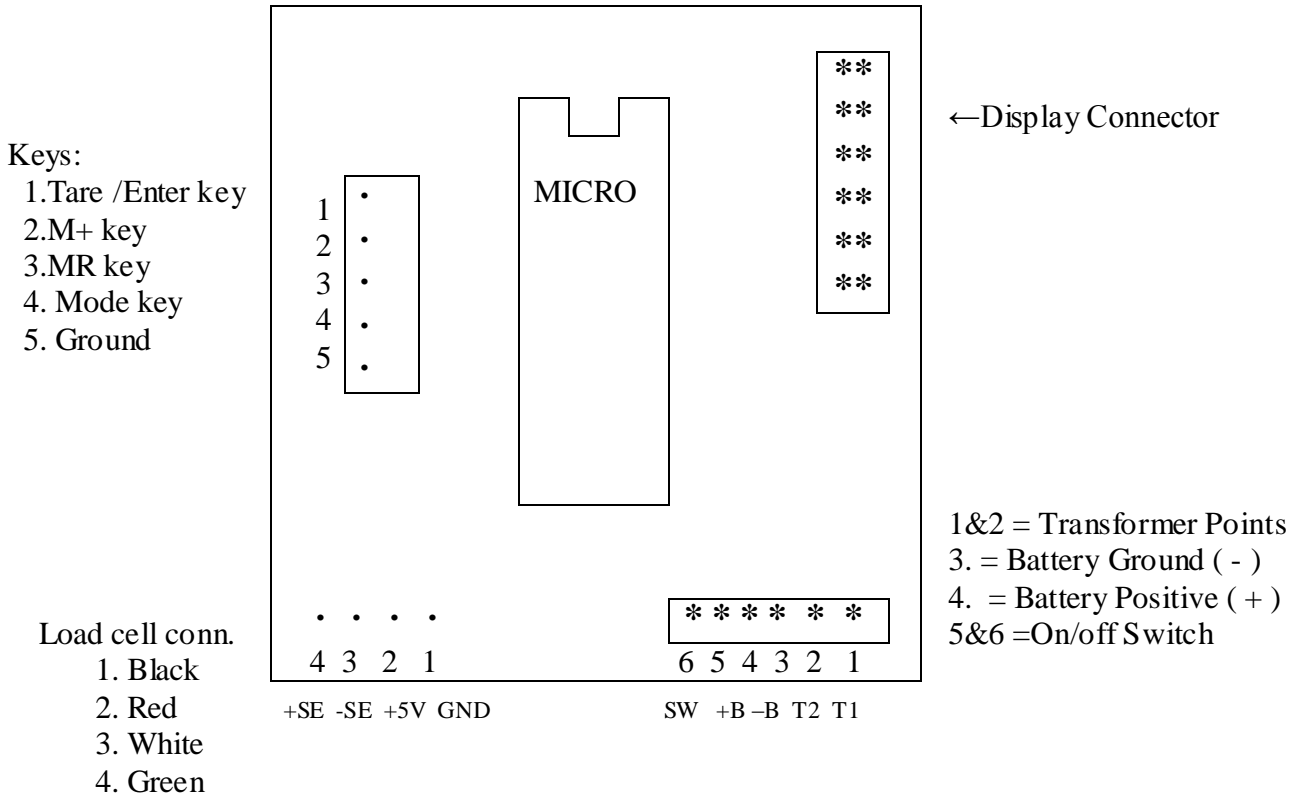 **
**
**
**
**
**
←Display Connector
Keys:
1.Tare /Enter key
2.M+ key
3.MR key
4. Mode key
5. Ground
1
2
3
4
5
MICRO
1&2 = Transformer Points
3. = Battery Ground ( - )
4. = Battery Positive ( + )
5&6 =On/off Switch
Load cell conn.
1. Black
2. Red
3. White
4. Green
. . . .
4 3 2 1
+SE -SE +5V GND
* * * * * *
6 5 4 3 2 1
SW +B –B T2 T1